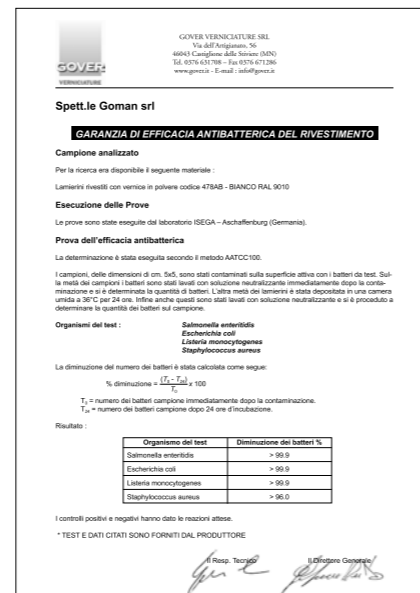 GOVER
VERNICIATURE
GOVER VERNICIATURE SRL
Via dell'Artigianato, 56
46043 Castiglione delle Stiviere (MN)
Tel. 0376 631708 – Fax 0376 671286
www.gover.it - E-mail : info@gover.it
Spett.le Goman srl
GARANZIA DI EFFICACIA ANTIBATTERICA DEL RIVESTIMENTO
Campione analizzato
Per la ricerca era disponibile il seguente materiale :
Lamierini rivestiti con vernice in polvere codice 478AB - BIANCO RAL 9010
Esecuzione delle Prove
Le prove sono state eseguite dal laboratorio ISEGA – Aschaffenburg (Germania).
Prova dell'efficacia antibatterica
La determinazione è stata eseguita secondo il metodo AATCC100.
I campioni, delle dimensioni di cm. 5x5, sono stati contaminati sulla superficie attiva con i batteri da test. Sul-
la metà dei campioni i batteri sono stati lavati con soluzione neutralizzante immediatamente dopo la conta-
minazione e si è determinata la quantità di batteri. L'altra metà dei lamierini è stata depositata in una camera
umida a 36°C per 24 ore. Infine anche questi sono stati lavati con soluzione neutralizzante e si è proceduto a
determinare la quantità dei batteri sul campione.
Organismi del test : Salmonella enteritidis
Escherichia coli
Listeria monocytogenes
Staphylococcus aureus
La diminuzione del numero dei batteri è stata calcolata come segue:
% diminuzione = (T₀ – T₂₄) / T₀ x 100
T₀ = numero dei batteri campione immediatamente dopo la contaminazione.
T₂₄ = numero dei batteri campione dopo 24 ore d'incubazione.
Risultato :
Organismo del test Diminuzione dei batteri %
Salmonella enteritidis > 99.9
Escherichia coli > 99.9
Listeria monocytogenes > 99.9
Staphylococcus aureus > 96.0
I controlli positivi e negativi hanno dato le reazioni attese.
* TEST E DATI CITATI SONO FORNITI DAL PRODUTTORE
Il Resp. Tecnico Il Direttore Generale